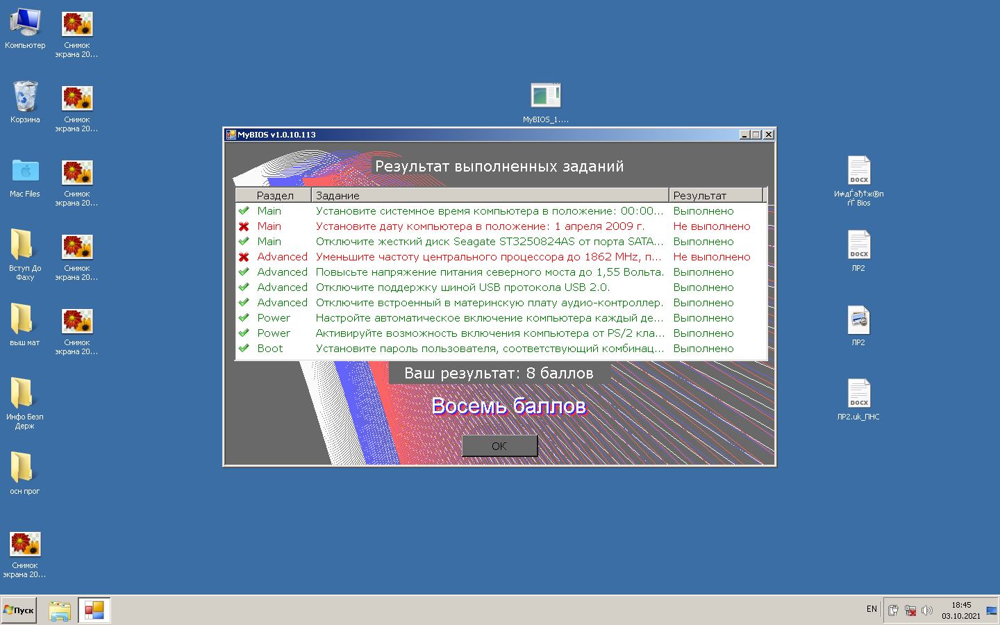 Компьютер
Снимок
экрана 20...
Корзина
Снимок
экрана 20...
Mac Files
Снимок
экрана 20...
Вступ До
Фаху
Снимок
экрана 20...
выш мат
Снимок
экрана 20...
Инфо Безп
Держ
осн прог
Снимок
экрана 20...
MyBIOS_1....
MyBIOS v1.0.10.113
Результат выполненных заданий
Раздел Задание Результат
Main Установите системное время компьютера в положение: 00:00... Выполнено
Main Установите дату компьютера в положение: 1 апреля 2009 г. Не выполнено
Main Отключите жесткий диск Seagate ST3250824AS от порта SATA... Выполнено
Advanced Уменьшите частоту центрального процессора до 1862 MHz, п... Не выполнено
Advanced Повысьте напряжение питания северного моста до 1,55 Вольта. Выполнено
Advanced Отключите поддержку шиной USB протокола USB 2.0. Выполнено
Advanced Отключите встроенный в материнскую плату аудио-контроллер. Выполнено
Power Настройте автоматическое включение компьютера каждый де... Выполнено
Power Активируйте возможность включения компьютера от PS/2 кла... Выполнено
Boot Установите пароль пользователя, соответствующий комбинац... Выполнено
Ваш результат: 8 баллов
Восемь баллов
OK
DOCX
Bios
DOCX
ЛР2
ЛР2
DOCX
ЛР2.uk_ПНС
Пуск
EN
18:45
03.10.2021